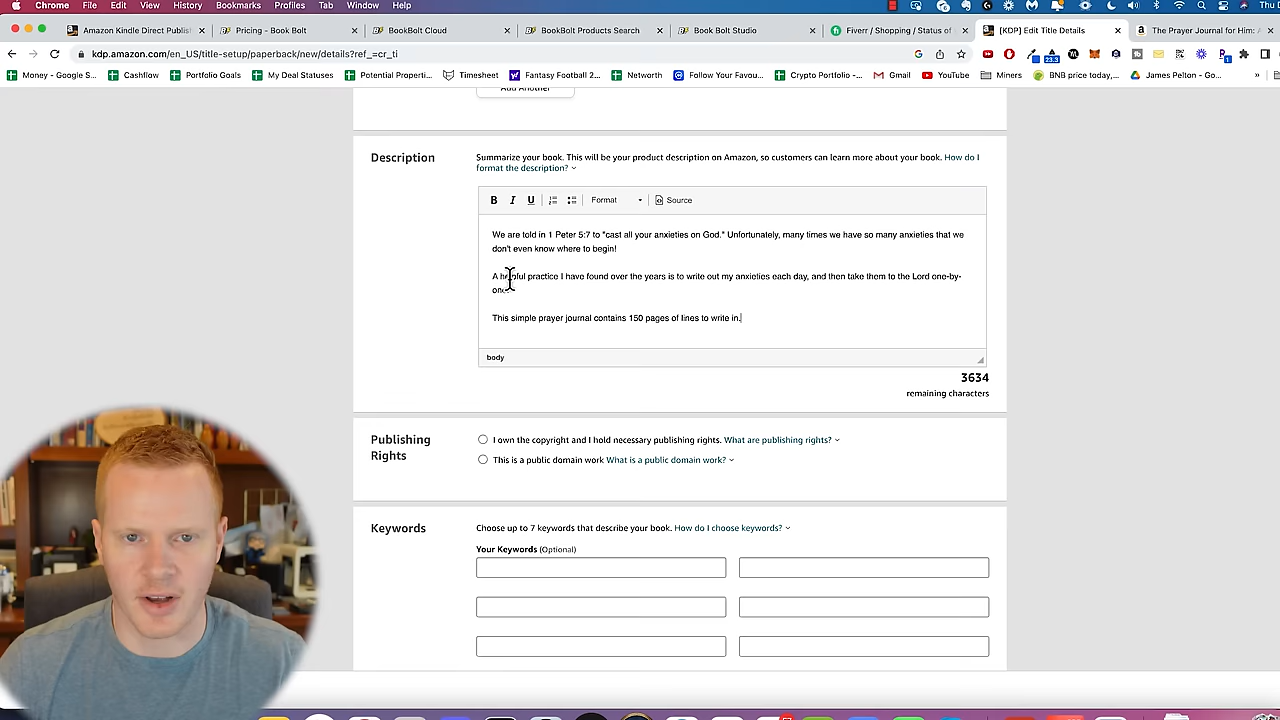 Chrome File Edit View History Bookmarks Profiles Tab Window Help
Amazon Kindle Direct Publis Pricing - Book Bolt BookBolt Cloud BookBolt Products Search Book Bolt Studio Fiverr / Shopping / Status of [KDP] Edit Title Details The Prayer Journal for Him: A
kdp.amazon.com/en_US/title-setup/paperback/new/details?ref_=cr_ti
23.3
1
Money - Google S... Cashflow Portfolio Goals My Deal Statuses Potential Properti... Timesheet Fantasy Football 2... Networth Follow Your Favou... Crypto Portfolio -... Gmail YouTube Miners BNB price today,... James Pelton - Go... »
Add Another
Description
Summarize your book. This will be your product description on Amazon, so customers can learn more about your book. How do I
format the description?
B I U Format Source
We are told in 1 Peter 5:7 to "cast all your anxieties on God." Unfortunately, many times we have so many anxieties that we
don't even know where to begin!
A helpful practice I have found over the years is to write out my anxieties each day, and then take them to the Lord one-by-
one.
This simple prayer journal contains 150 pages of lines to write in.
body
3634
remaining characters
Publishing
Rights
I own the copyright and I hold necessary publishing rights. What are publishing rights?
This is a public domain work What is a public domain work?
Keywords
Choose up to 7 keywords that describe your book. How do I choose keywords?
Your Keywords (Optional)